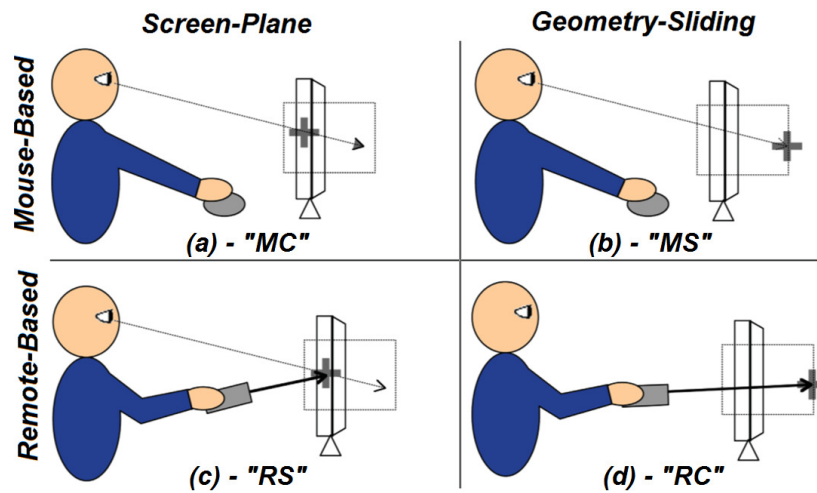 Screen-Plane
Geometry-Sliding
Mouse-Based
(a) - "MC"
(b) - "MS"
Remote-Based
(c) - "RS"
(d) - "RC"